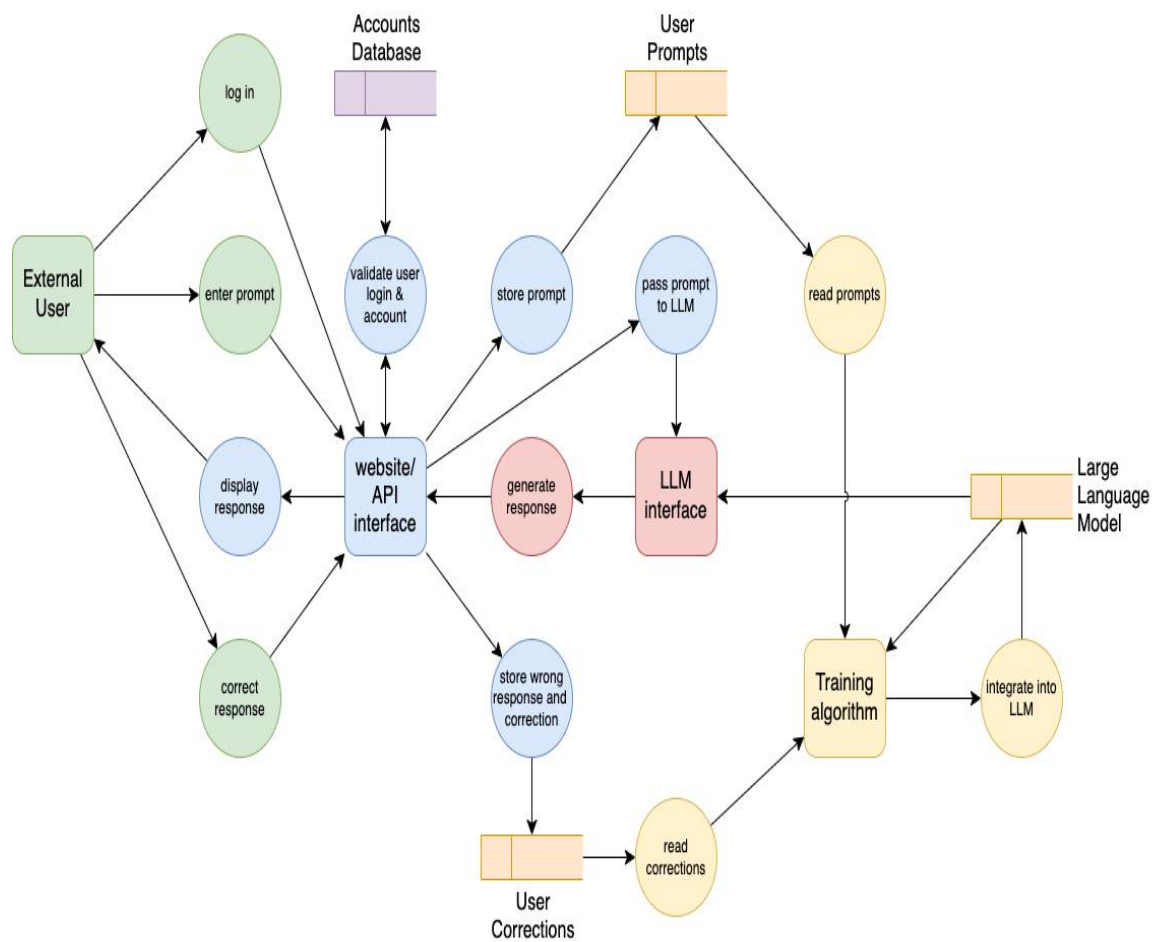 Accounts
Database
User
Prompts
log in
External
User
enter prompt
validate user
login &
account
store prompt
pass prompt
to LLM
read prompts
display
response
website/
API
interface
generate
response
LLM
interface
Large
Language
Model
correct
response
store wrong
response and
correction
Training
algorithm
integrate into
LLM
read
corrections
User
Corrections